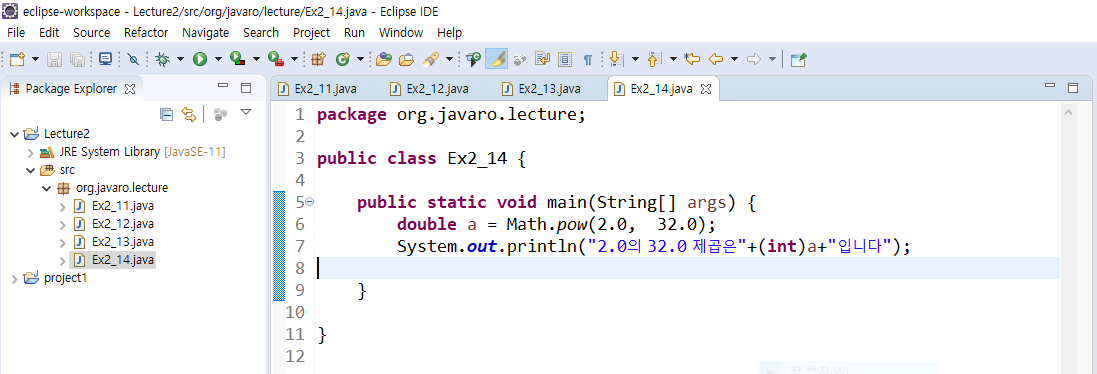 eclipse-workspace - Lecture2/src/org/javaro/lecture/Ex2_14.java - Eclipse IDE
File Edit Source Refactor Navigate Search Project Run Window Help
Package Explorer
Ex2_11.java Ex2_12.java Ex2_13.java Ex2_14.java
Lecture2
JRE System Library [JavaSE-11]
src
org.javaro.lecture
Ex2_11.java
Ex2_12.java
Ex2_13.java
Ex2_14.java
project1
1 package org.javaro.lecture;
2
3 public class Ex2_14 {
4
5 public static void main(String[] args) {
6 double a = Math.pow(2.0,  32.0);
7 System.out.println("2.0의 32.0 제곱은"+(int)a+"입니다");
8
9 }
10
11 }
12